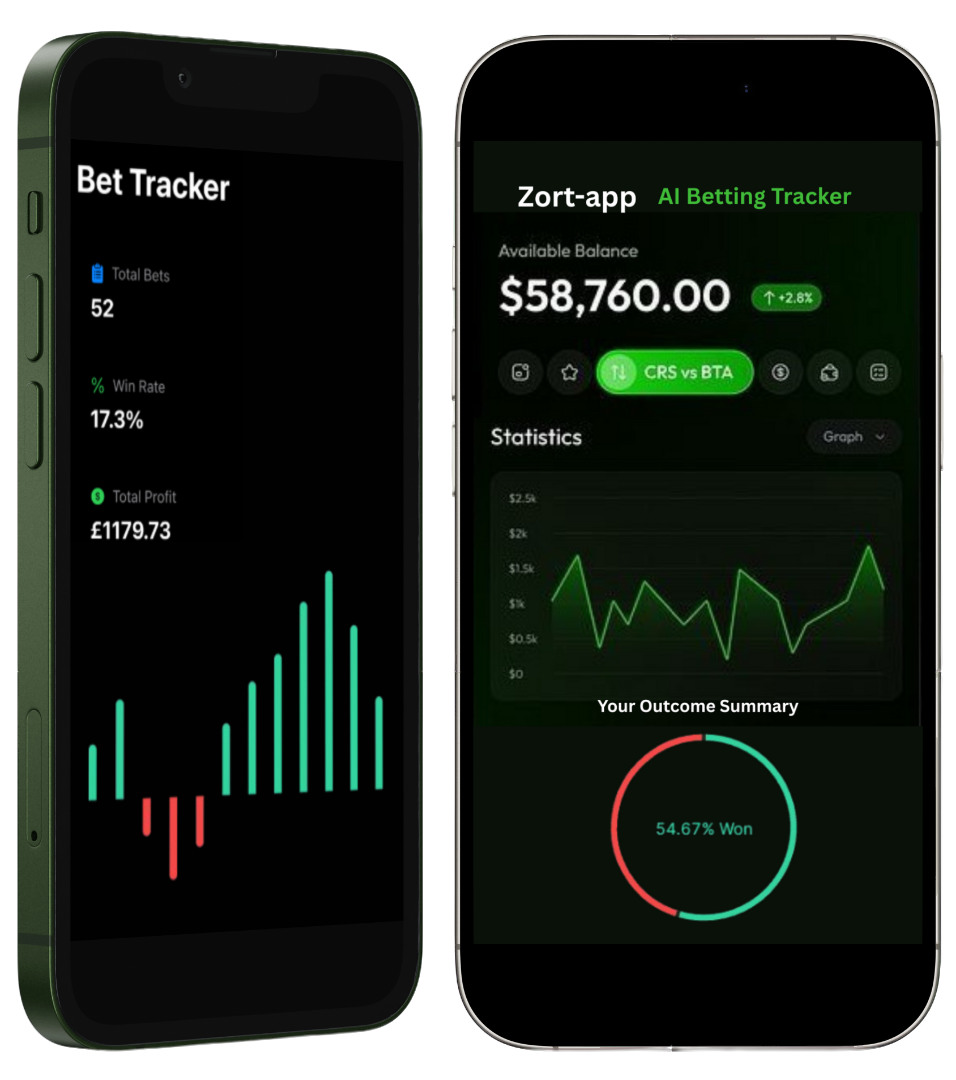 Bet Tracker
Total Bets
52
% Win Rate
17.3%
$ Total Profit
£1179.73
Zort-app AI Betting Tracker
Available Balance
$58,760.00 ↑ +2.8%
CRS vs BTA $
Statistics Graph
$2.5k
$2k
$1.5k
$1k
$0.5k
$0
Your Outcome Summary
54.67% Won